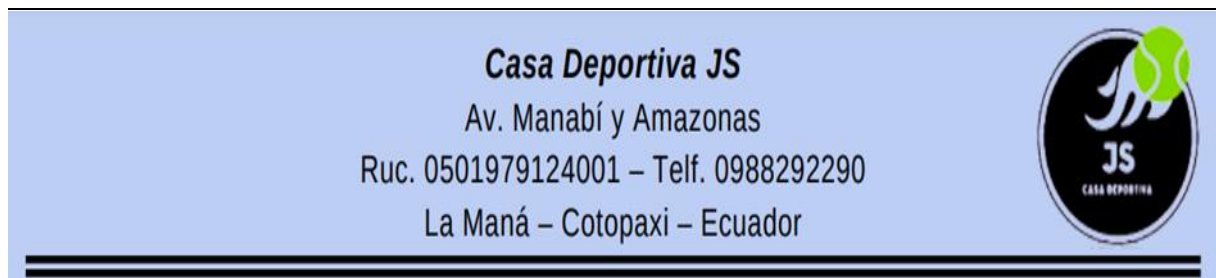 Casa Deportiva JS
Av. Manabí y Amazonas
Ruc. 0501979124001 – Telf. 0988292290
La Maná – Cotopaxi – Ecuador
JS
CASA DEPORTIVA